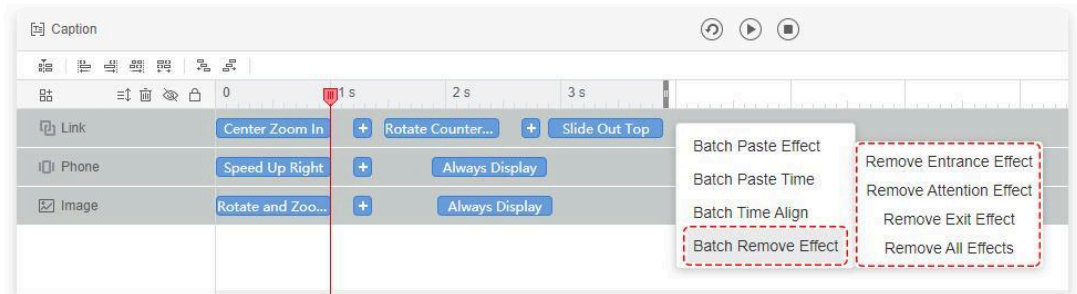 Caption
0 1 s 2 s 3 s
Link Center Zoom In + Rotate Counter... + Slide Out Top
Phone Speed Up Right + Always Display
Image Rotate and Zoo... + Always Display
Batch Paste Effect
Batch Paste Time
Batch Time Align
Batch Remove Effect
Remove Entrance Effect
Remove Attention Effect
Remove Exit Effect
Remove All Effects